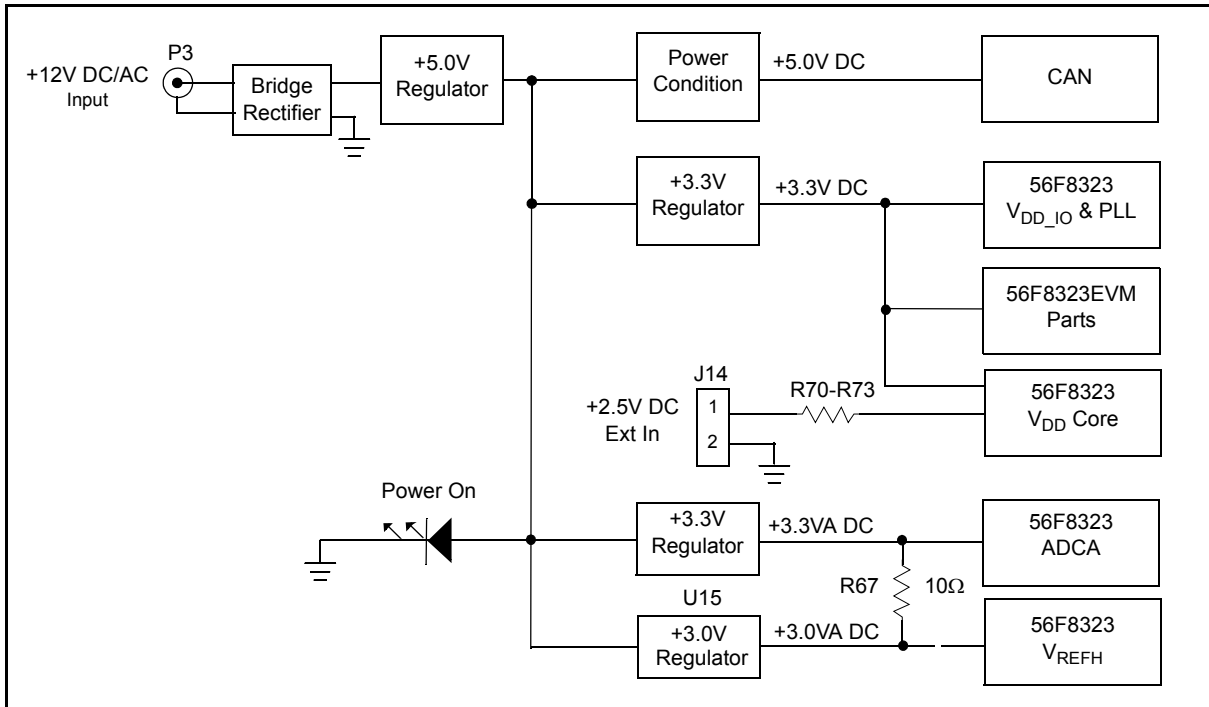 P3
+12V DC/AC
Input
Bridge
Rectifier
+5.0V
Regulator
Power
Condition
+5.0V DC
CAN
+3.3V
Regulator
+3.3V DC
56F8323
VDD_IO & PLL
56F8323EVM
Parts
J14
+2.5V DC
Ext In
1
2
R70-R73
56F8323
VDD Core
Power On
+3.3V
Regulator
+3.3VA DC
56F8323
ADCA
R67
10Ω
U15
+3.0V
Regulator
+3.0VA DC
56F8323
VREFH